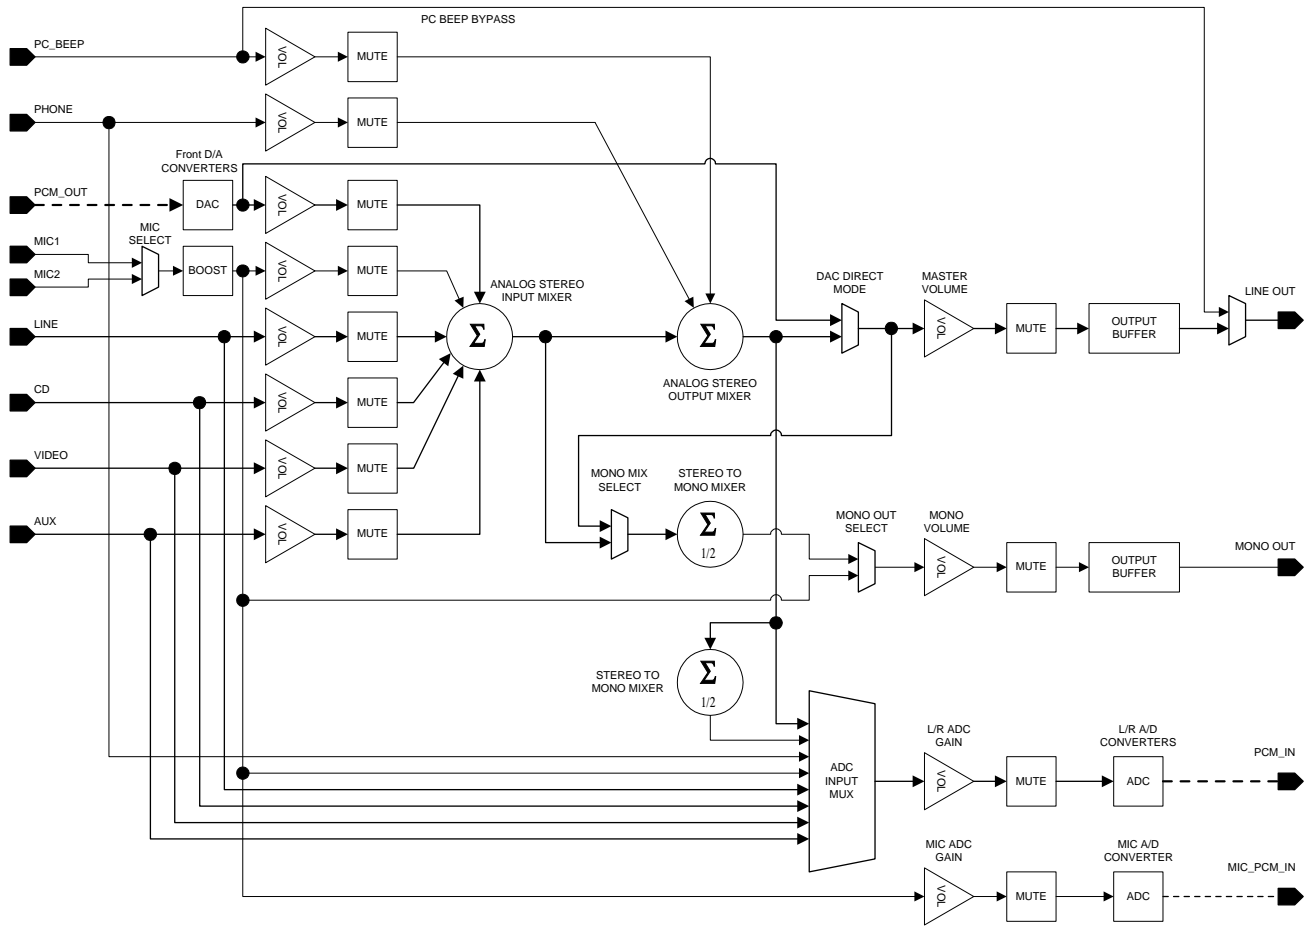 PC BEEP BYPASS
PC_BEEP
VOL
MUTE
PHONE
VOL
MUTE
Front D/A
CONVERTERS
PCM_OUT
DAC
VOL
MUTE
MIC
SELECT
MIC1
MIC2
BOOST
VOL
MUTE
ANALOG STEREO
INPUT MIXER
DAC DIRECT
MODE
MASTER
VOLUME
LINE OUT
LINE
VOL
MUTE
Σ
Σ
VOL
MUTE
OUTPUT
BUFFER
ANALOG STEREO
OUTPUT MIXER
CD
VOL
MUTE
VIDEO
VOL
MUTE
MONO MIX
SELECT
STEREO TO
MONO MIXER
AUX
VOL
MUTE
Σ
1/2
MONO OUT
SELECT
MONO
VOLUME
MONO OUT
VOL
MUTE
OUTPUT
BUFFER
STEREO TO
MONO MIXER
Σ
1/2
ADC
INPUT
MUX
L/R ADC
GAIN
L/R A/D
CONVERTERS
PCM_IN
VOL
MUTE
ADC
MIC ADC
GAIN
MIC A/D
CONVERTER
MIC_PCM_IN
VOL
MUTE
ADC